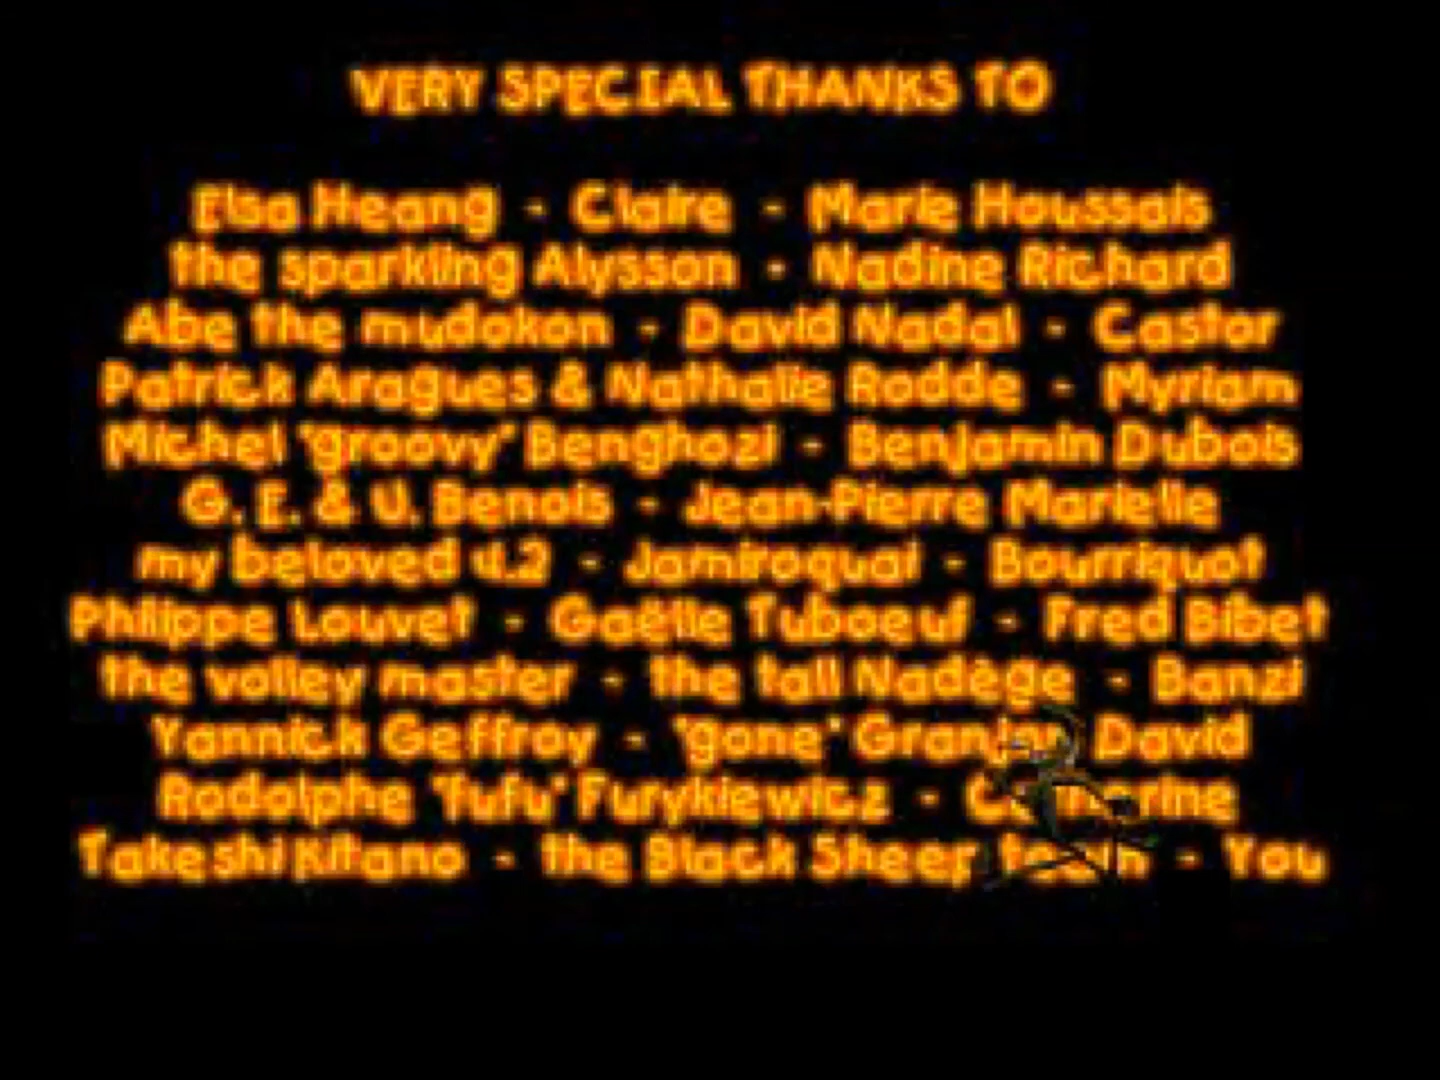 VERY SPECIAL THANKS TO
Elsa Heang - Claire - Marie Houssais
the sparkling Alysson - Nadine Richard
Abe the mudokon - David Nadal - Castor
Patrick Aragues & Nathalie Rodde - Myriam
Michel 'groovy' Benghozi - Benjamin Dubois
G. E. & U. Benois - Jean-Pierre Marielle
my beloved 4.2 - Jamiroquai - Bourriquot
Philippe Louvet - Gaëlle Tuboeuf - Fred Bibet
the volley master - the tall Nadège - Banzi
Yannick Geffroy - 'gone' David
Rodolphe 'fufu' Furykiewicz -
Takeshi Kitano - the Black Sheep team - You